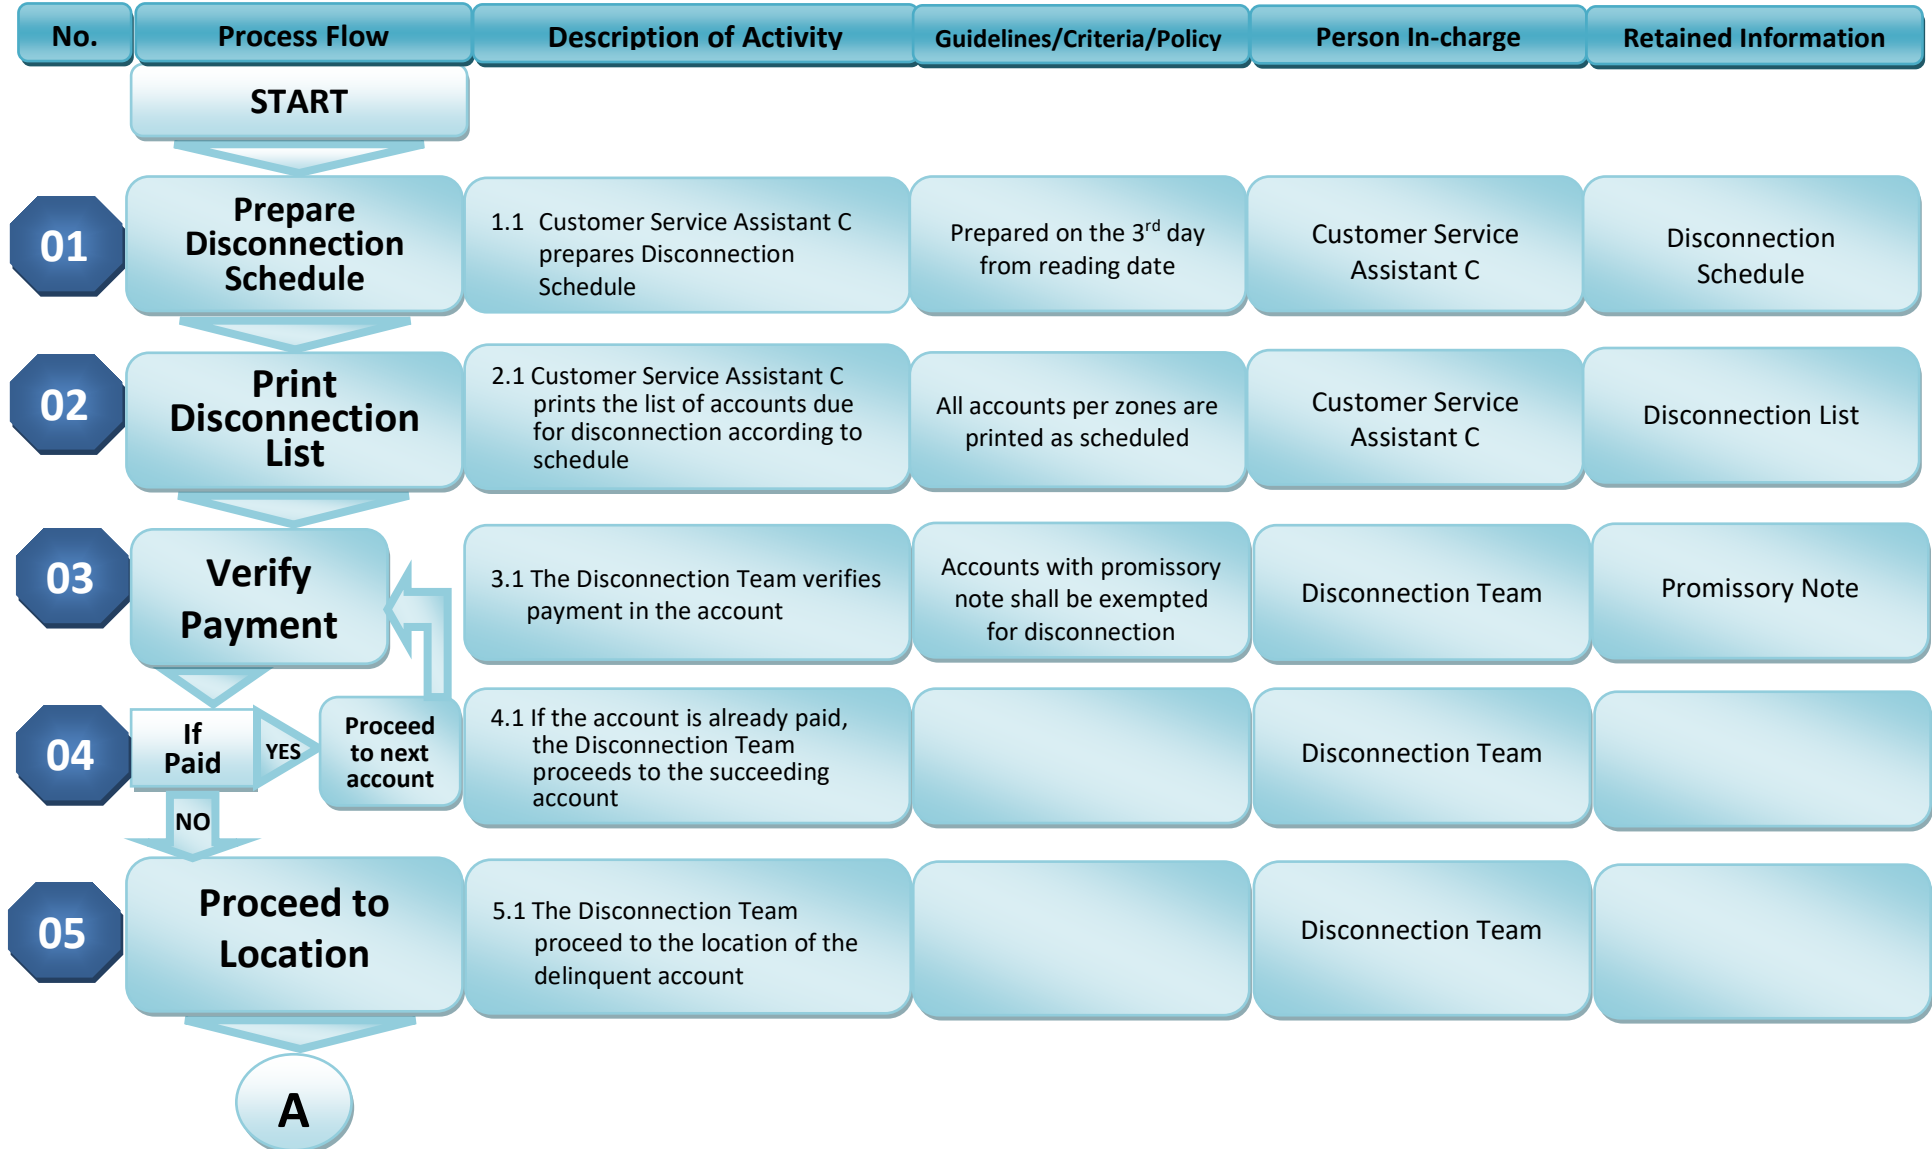 No.
Process Flow
Description of Activity
Guidelines/Criteria/Policy
Person In-charge
Retained Information
START
01
Prepare
Disconnection
Schedule
1.1 Customer Service Assistant C
prepares Disconnection
Schedule
Prepared on the 3rd day
from reading date
Customer Service
Assistant C
Disconnection
Schedule
02
Print
Disconnection
List
2.1 Customer Service Assistant C
prints the list of accounts due
for disconnection according to
schedule
All accounts per zones are
printed as scheduled
Customer Service
Assistant C
Disconnection List
03
Verify
Payment
3.1 The Disconnection Team verifies
payment in the account
Accounts with promissory
note shall be exempted
for disconnection
Disconnection Team
Promissory Note
04
If
Paid
YES
Proceed
to next
account
NO
4.1 If the account is already paid,
the Disconnection Team
proceeds to the succeeding
account
Disconnection Team
05
Proceed to
Location
5.1 The Disconnection Team
proceed to the location of the
delinquent account
Disconnection Team
A